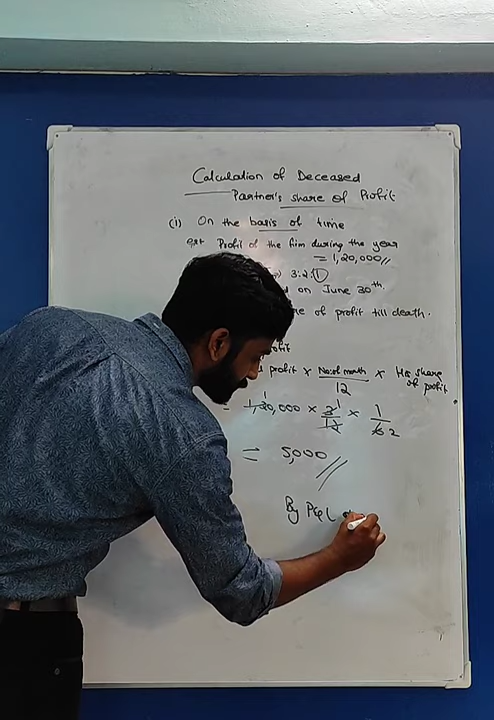 Calculation of Deceased
Partner's share of Profit
(i) On the basis of time
Profit of the firm during the year
= 1,20,000//
3:2:1
on June 30th.
of profit till death.
profit × No: of month / 12 × His share of profit
= 1,20,000 × 3/12 × 1/6 2
= 5,000 //
By P&L